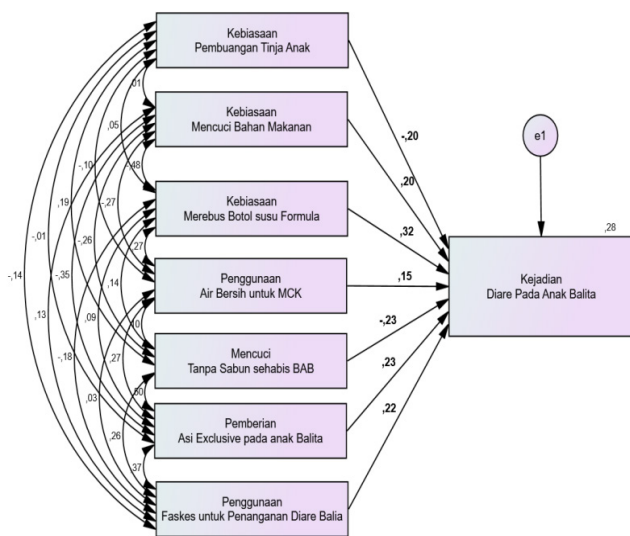 Kebiasaan
Pembuangan Tinja Anak
,01
Kebiasaan
Mencuci Bahan Makanan
,05
-,20
e1
-,10
,48
,20
,19
-,27
Kebiasaan
Merebus Botol susu Formula
,32
,28
-,01
-,26
,27
Kejadian
Diare Pada Anak Balita
-,14
-,35
,14
Penggunaan
Air Bersih untuk MCK
,15
,13
,09
-,23
-,18
,27
Mencuci
Tanpa Sabun sehabis BAB
,23
,03
,60
Pemberian
Asi Exclusive pada anak Balita
,22
,26
,37
Penggunaan
Faskes untuk Penanganan Diare Balia